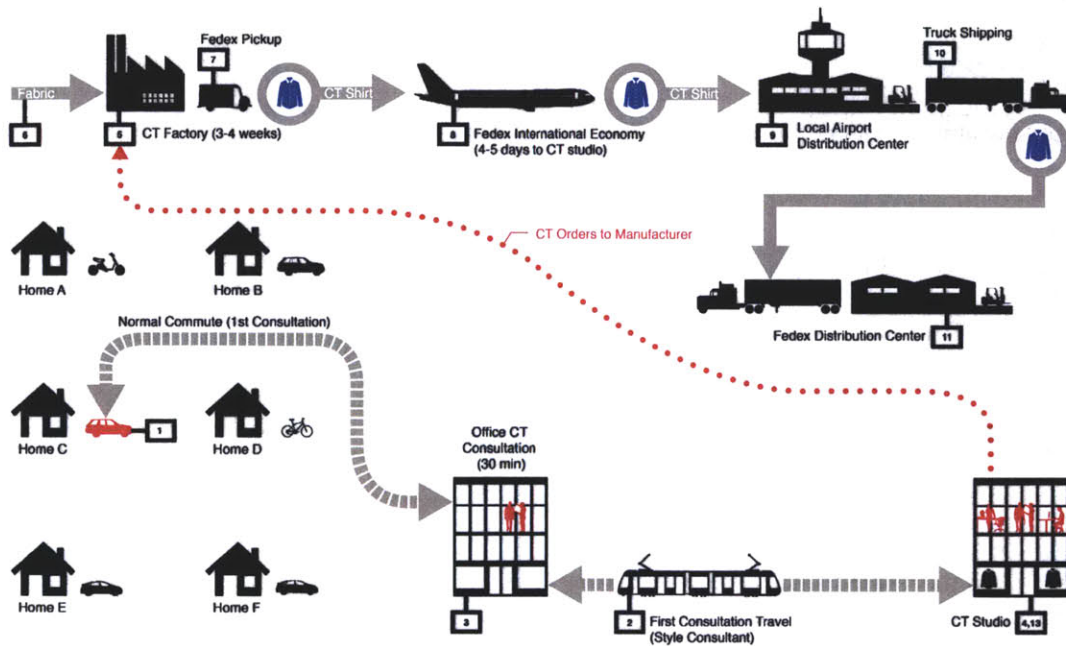 Fedex Pickup
7
Truck Shipping
10
Fabric
CT Shirt
CT Shirt
6
5
CT Factory (3-4 weeks)
8
Fedex International Economy
(4-5 days to CT studio)
9
Local Airport
Distribution Center
CT Orders to Manufacturer
Home A
Home B
Normal Commute (1st Consultation)
Fedex Distribution Center
11
1
Home C
Home D
Office CT
Consultation
(30 min)
Home E
Home F
3
2
First Consultation Travel
(Style Consultant)
CT Studio
4,13